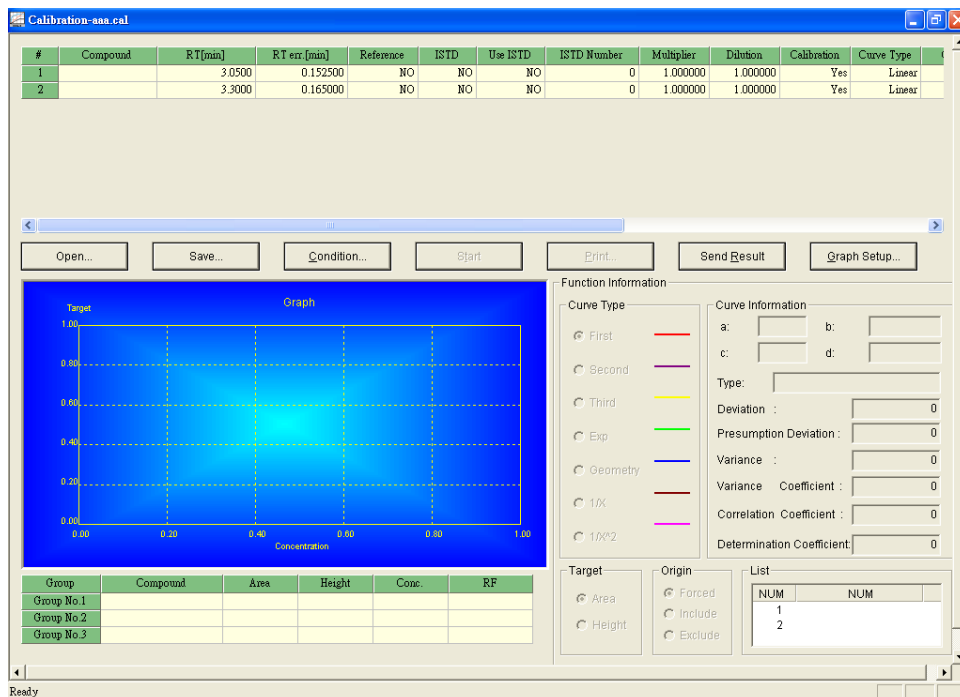 Calibration-aaa.cal
# Compound RT[min] RT err.[min] Reference ISTD Use ISTD ISTD Number Multiplier Dilution Calibration Curve Type
1 3.0500 0.152500 NO NO NO 0 1.000000 1.000000 Yes Linear
2 3.3000 0.165000 NO NO NO 0 1.000000 1.000000 Yes Linear
Open... Save... Condition... Start Print... Send Result Graph Setup...
Graph
Target
1.00
0.80
0.60
0.40
0.20
0.00
0.00 0.20 0.40 0.60 0.80 1.00
Concentration
Function Information
Curve Type
First
Second
Third
Exp
Geometry
1/X
1/X^2
Curve Information
a: b:
c: d:
Type:
Deviation : 0
Presumption Deviation : 0
Variance : 0
Variance Coefficient : 0
Correlation Coefficient : 0
Determination Coefficient: 0
Group Compound Area Height Conc. RF
Group No.1
Group No.2
Group No.3
Target
Area
Height
Origin
Forced
Include
Exclude
List
NUM NUM
1
2
Ready